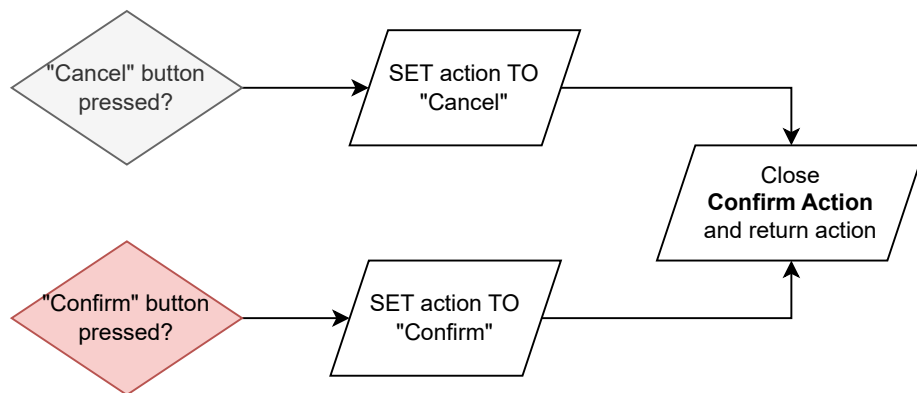 "Cancel" button
pressed?
SET action TO
"Cancel"
Close
Confirm Action
and return action
"Confirm" button
pressed?
SET action TO
"Confirm"